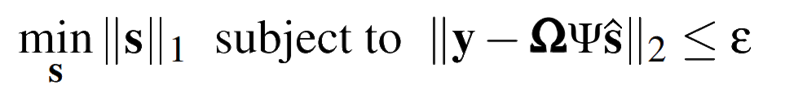 min ‖s‖₁ subject to ‖y − ΩΨŝ‖₂ ≤ ε
s